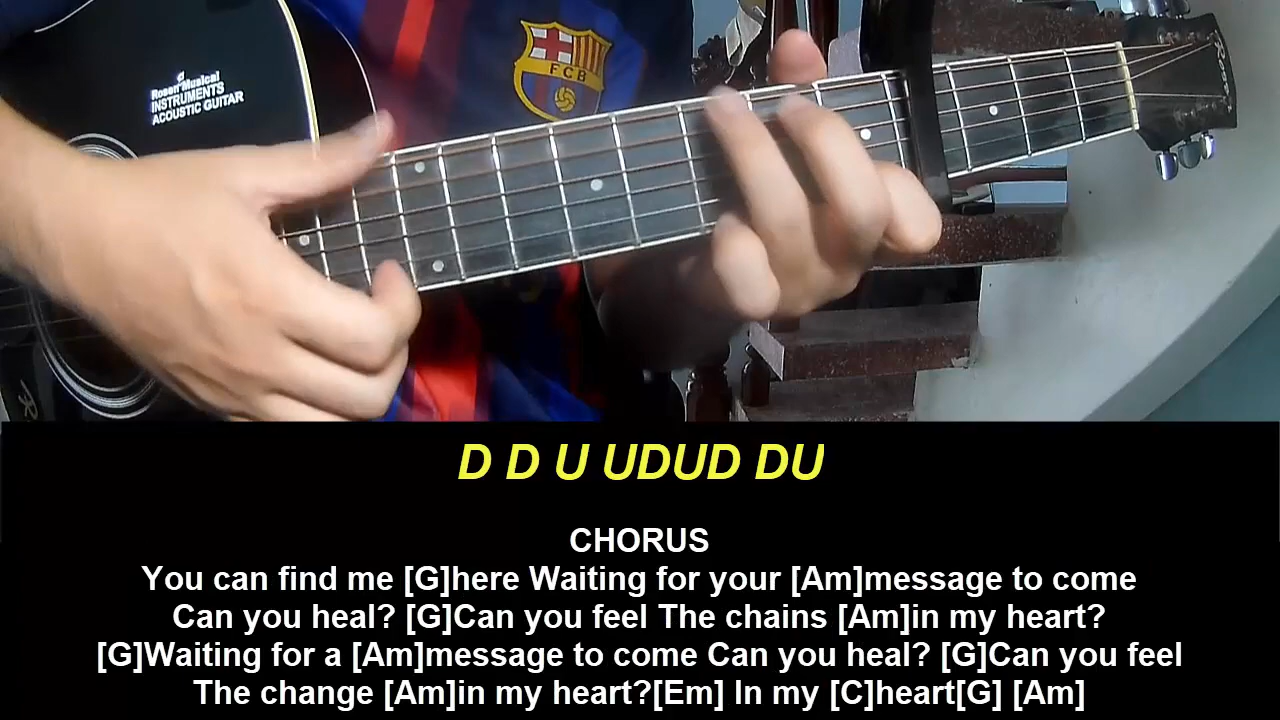 Rosen Musical
INSTRUMENTS
ACOUSTIC GUITAR
FCB
D D U UDUD DU
CHORUS
You can find me [G]here Waiting for your [Am]message to come
Can you heal? [G]Can you feel The chains [Am]in my heart?
[G]Waiting for a [Am]message to come Can you heal? [G]Can you feel
The change [Am]in my heart?[Em] In my [C]heart[G] [Am]